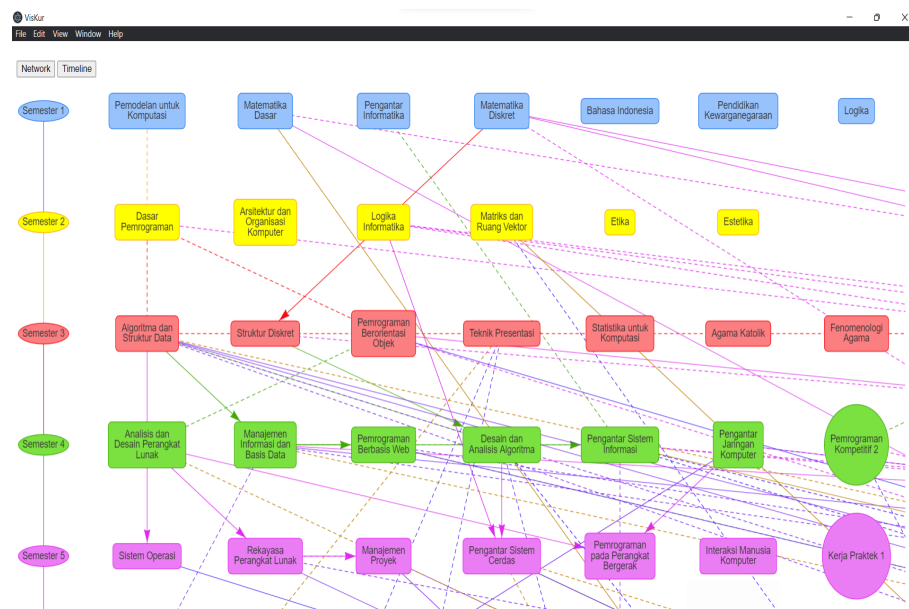 VisKur
File Edit View Window Help
Network Timeline
Semester 1
Pemodelan untuk
Komputasi
Matematika
Dasar
Pengantar
Informatika
Matematika
Diskret
Bahasa Indonesia
Pendidikan
Kewarganegaraan
Logika
Semester 2
Dasar
Pemrograman
Arsitektur dan
Organisasi
Komputer
Logika
Informatika
Matriks dan
Ruang Vektor
Etika
Estetika
Semester 3
Algoritma dan
Struktur Data
Struktur Diskret
Pemrograman
Berorientasi
Objek
Teknik Presentasi
Statistika untuk
Komputasi
Agama Katolik
Fenomenologi
Agama
Semester 4
Analisis dan
Desain Perangkat
Lunak
Manajemen
Informasi dan
Basis Data
Pemrograman
Berbasis Web
Desain dan
Analisis Algoritma
Pengantar Sistem
Informasi
Pengantar
Jaringan
Komputer
Pemrograman
Kompetitif 2
Semester 5
Sistem Operasi
Rekayasa
Perangkat Lunak
Manajemen
Proyek
Pengantar Sistem
Cerdas
Pemrograman
pada Perangkat
Bergerak
Interaksi Manusia
Komputer
Kerja Praktek 1